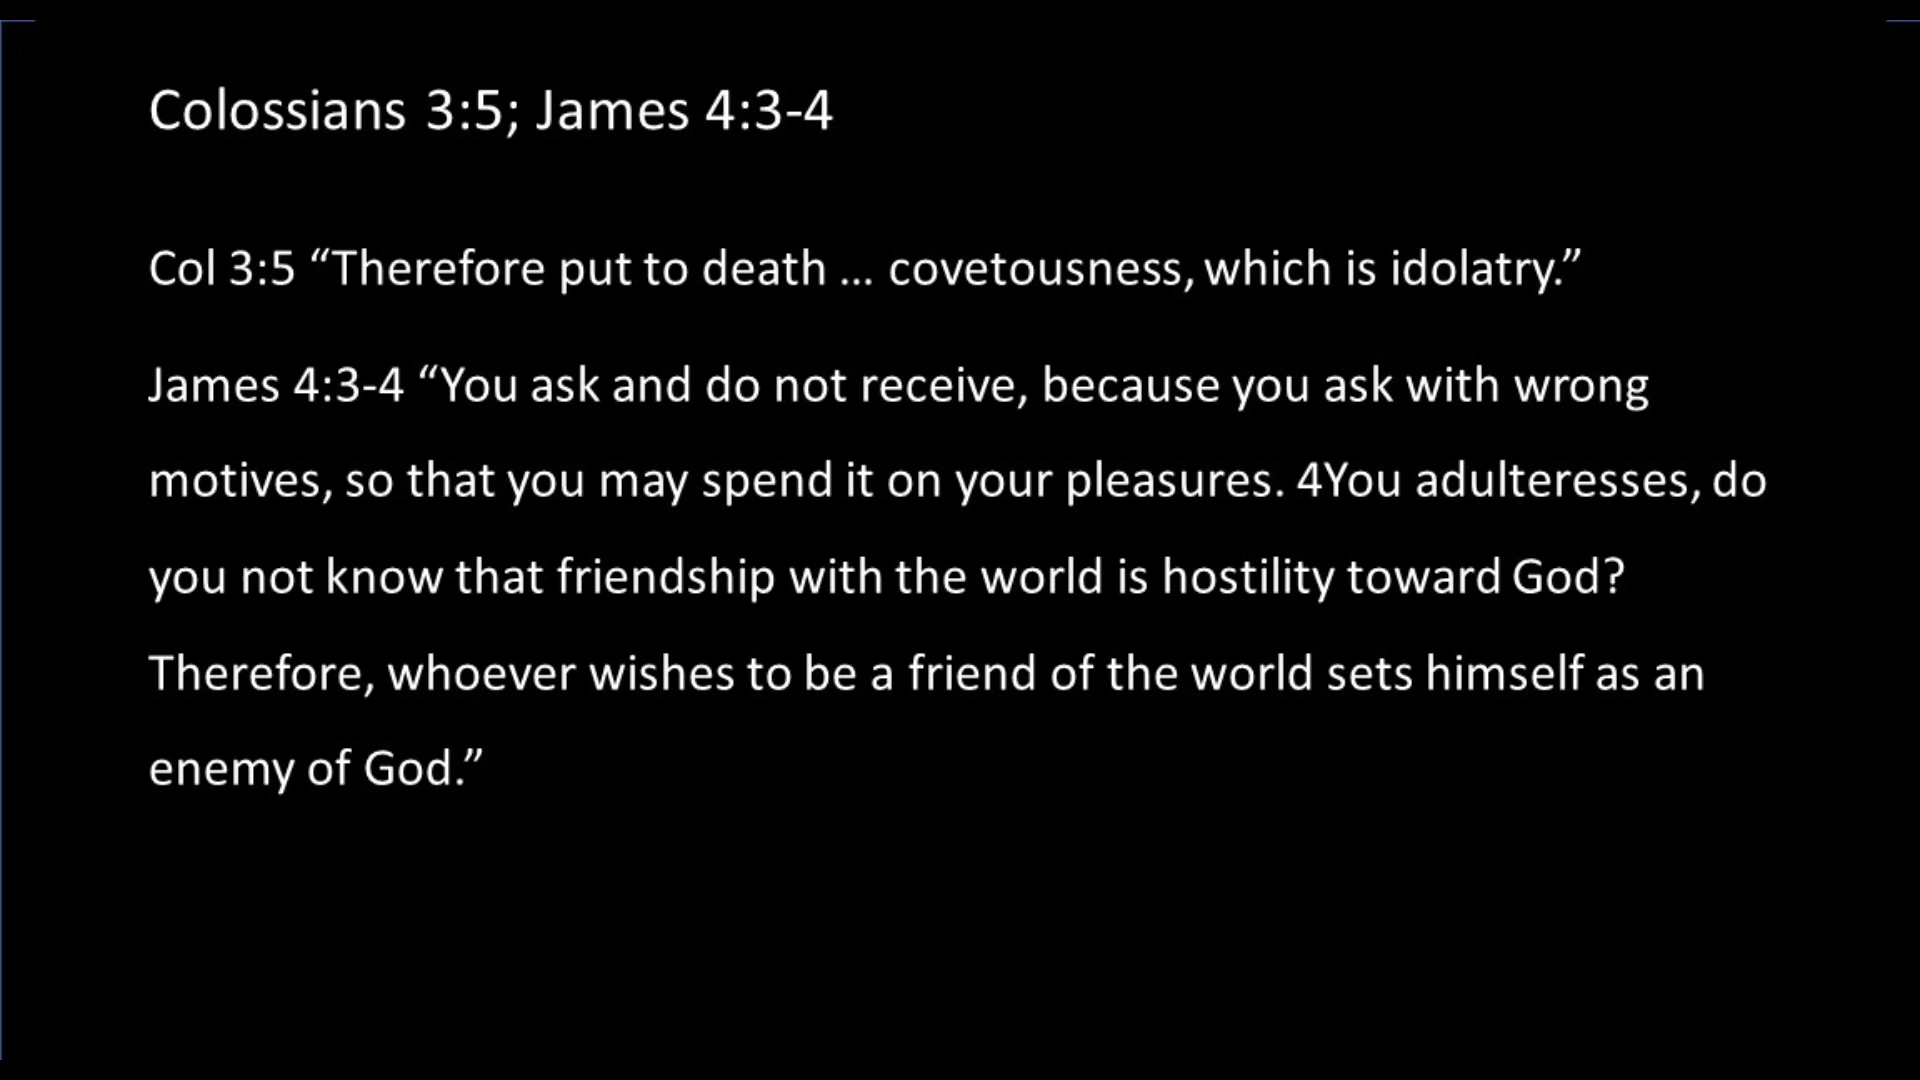 Colossians 3:5; James 4:3-4
Col 3:5 “Therefore put to death ... covetousness, which is idolatry.”
James 4:3-4 “You ask and do not receive, because you ask with wrong
motives, so that you may spend it on your pleasures. 4You adulteresses, do
you not know that friendship with the world is hostility toward God?
Therefore, whoever wishes to be a friend of the world sets himself as an
enemy of God.”